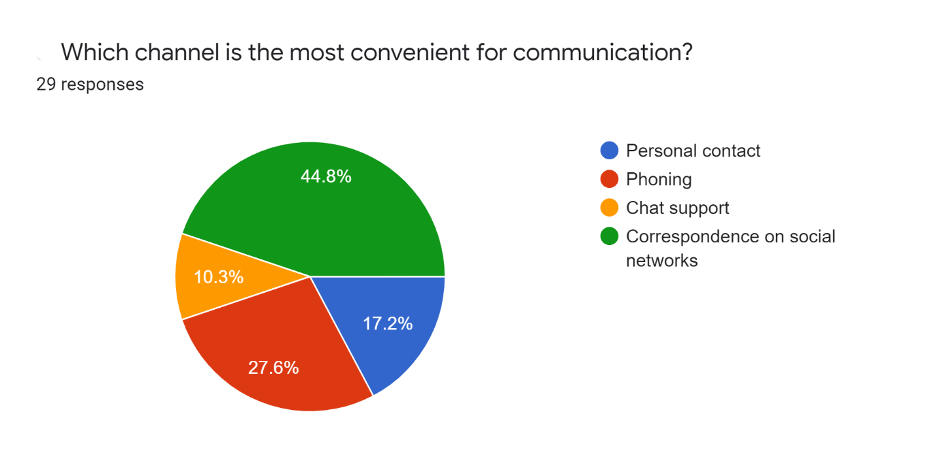 Which channel is the most convenient for communication?
29 responses
44.8%
10.3%
17.2%
27.6%
Personal contact
Phoning
Chat support
Correspondence on social
networks